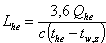 L_he = 3,6 Q_he / c(t_he − t_w,z)